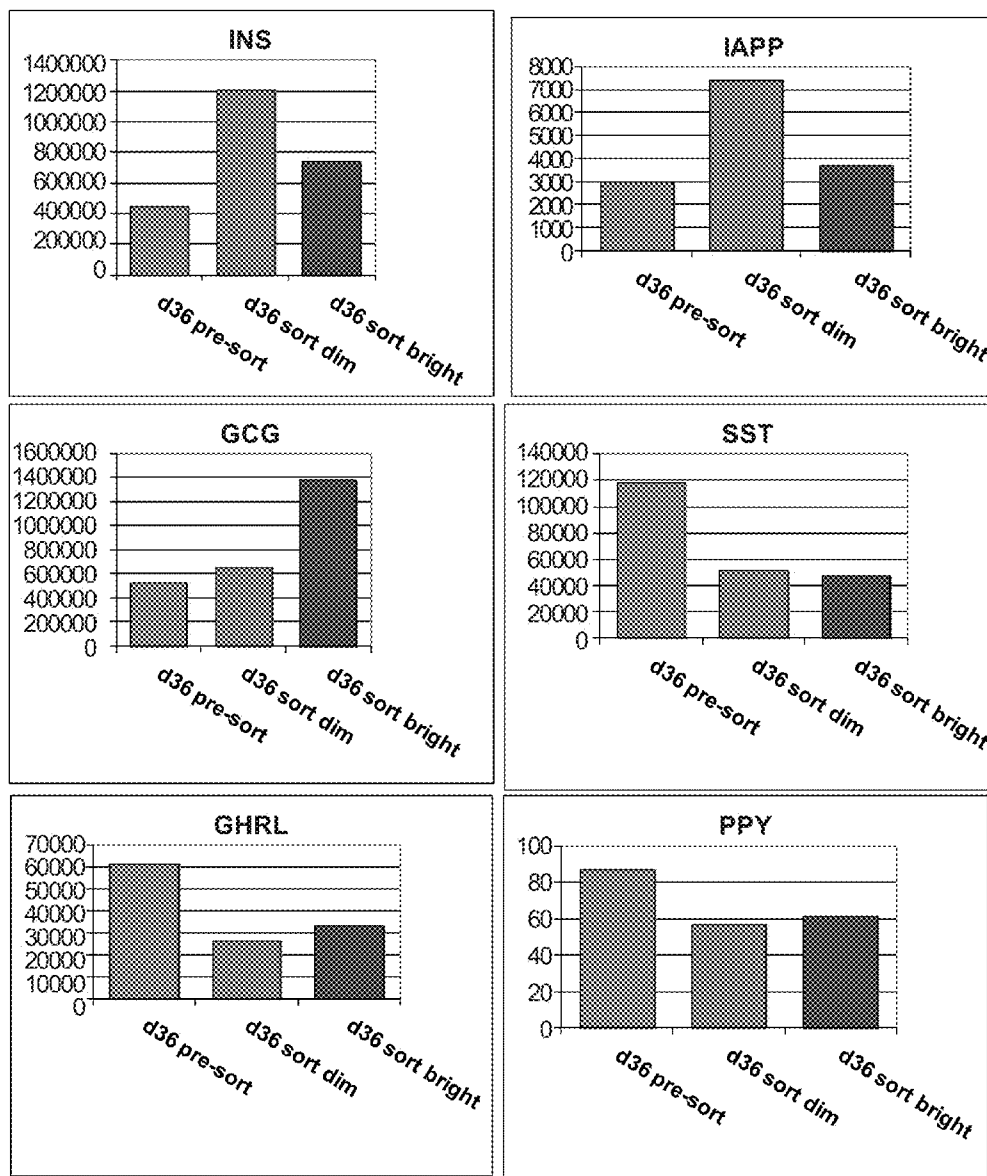 INS
1400000
1200000
1000000
800000
600000
400000
200000
0
d36 pre-sort
d36 sort dim
d36 sort bright
IAPP
8000
7000
6000
5000
4000
3000
2000
1000
0
d36 pre-sort
d36 sort dim
d36 sort bright
GCG
1600000
1400000
1200000
1000000
800000
600000
400000
200000
0
d36 pre-sort
d36 sort dim
d36 sort bright
SST
140000
120000
100000
80000
60000
40000
20000
0
d36 pre-sort
d36 sort dim
d36 sort bright
GHRL
70000
60000
50000
40000
30000
20000
10000
0
d36 pre-sort
d36 sort dim
d36 sort bright
PPY
100
80
60
40
20
0
d36 pre-sort
d36 sort dim
d36 sort bright